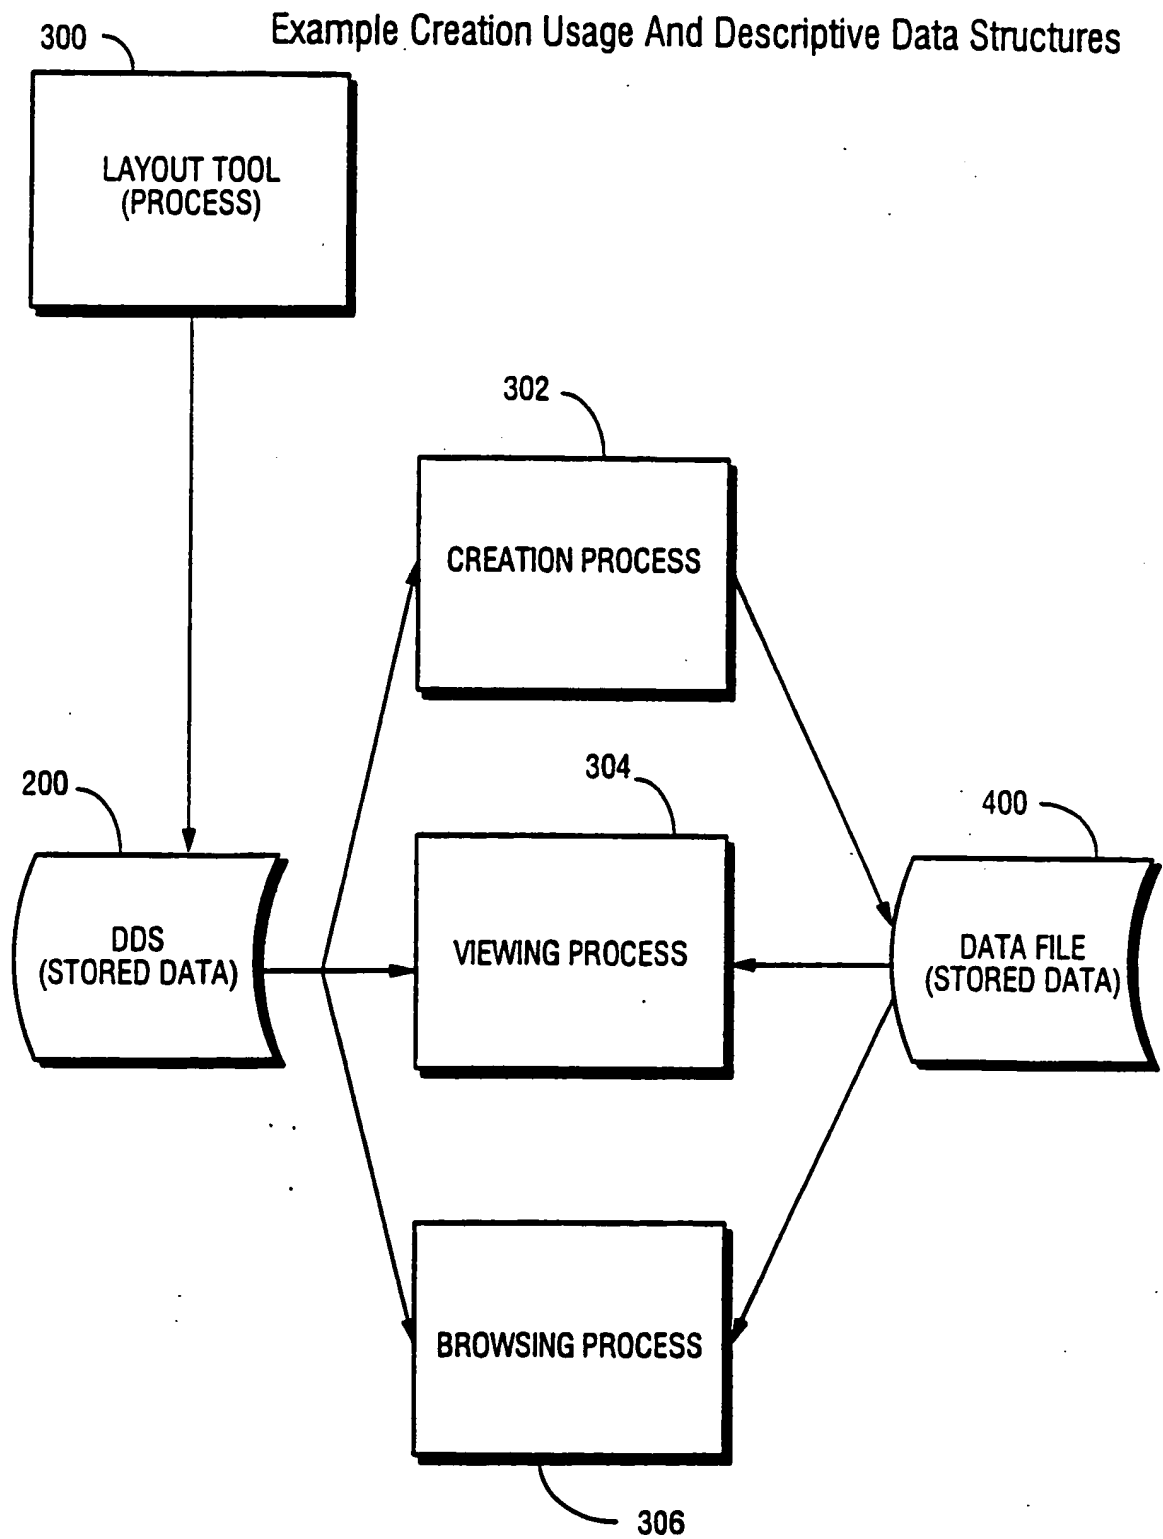 Example Creation Usage And Descriptive Data Structures
300
LAYOUT TOOL
(PROCESS)
302
CREATION PROCESS
200
DDS
(STORED DATA)
304
VIEWING PROCESS
400
DATA FILE
(STORED DATA)
BROWSING PROCESS
306